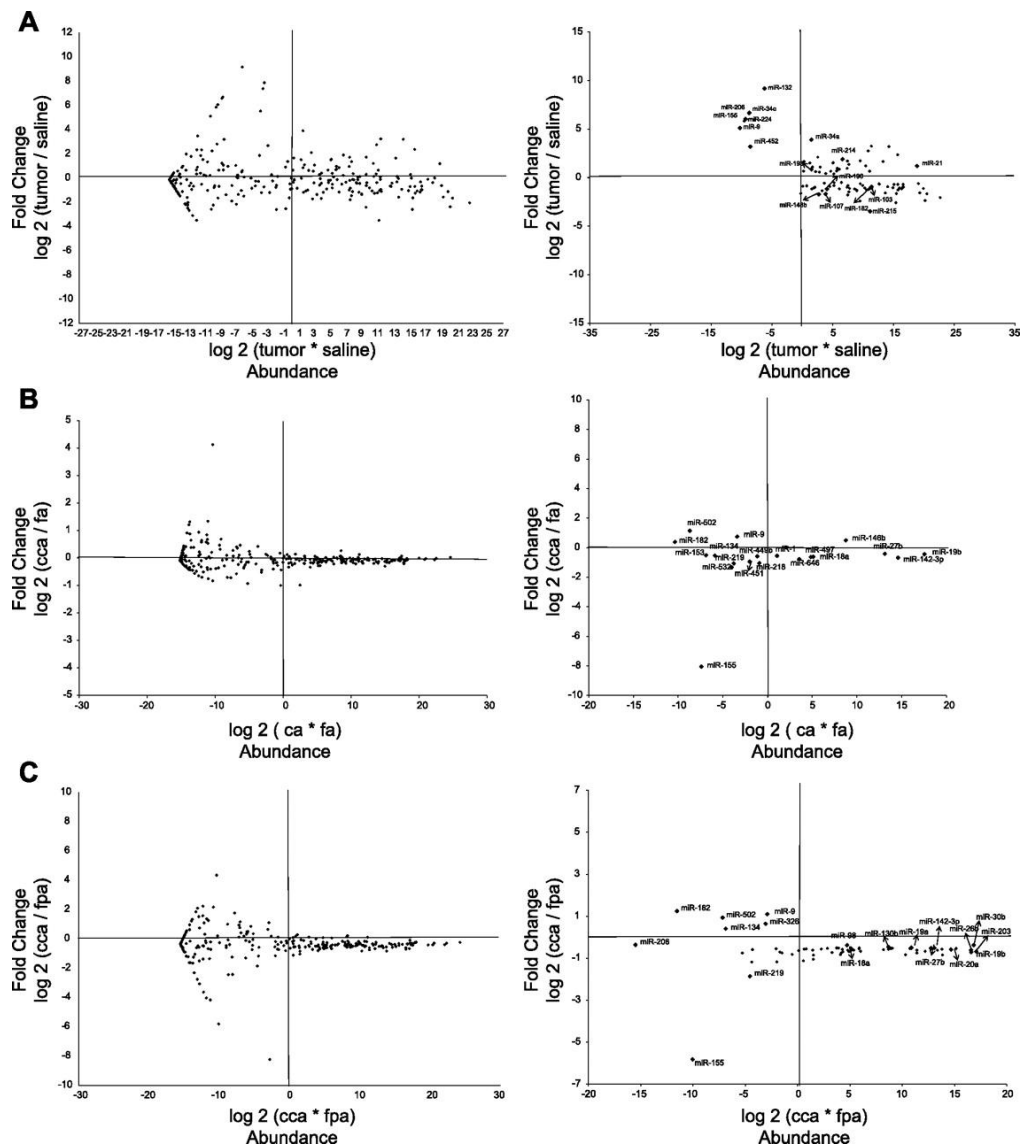 A
Fold Change
log 2 (tumor / saline)
12
10
8
6
4
2
0
-2
-4
-6
-8
-10
-12
-27-25-23-21 -19-17 -15-13 -11 -9 -7 -5 -3 -1 1 3 5 7 9 11 13 15 17 19 21 23 25 27
log 2 (tumor * saline)
Abundance
Fold Change
log 2 (tumor / saline)
15
10
5
0
-5
-10
-15
miR-132
miR-206
miR-34c
miR-224
miR-9
miR-452
miR-34a
miR-214
miR-21
miR-107
miR-182
miR-103
miR-215
-35 -25 -15 -5 5 15 25 35
log 2 (tumor * saline)
Abundance
B
Fold Change
log 2 (cca / fa)
5
4
3
2
1
0
-1
-2
-3
-4
-5
-30 -20 -10 0 10 20 30
log 2 ( ca * fa)
Abundance
Fold Change
log 2 (cca / fa)
10
8
6
4
2
0
-2
-4
-6
-8
-10
miR-502
miR-9
miR-182
miR-146b
miR-134
miR-153
miR-219
miR-449b
miR-1
miR-497
miR-27b
miR-19b
miR-532
miR-451
miR-218
miR-646
miR-18a
miR-142-3p
miR-155
-20 -15 -10 -5 0 5 10 15 20
log 2 ( ca * fa)
Abundance
C
Fold Change
log 2 (cca / fpa)
10
8
6
4
2
0
-2
-4
-6
-8
-10
-30 -20 -10 0 10 20 30
log 2 (cca * fpa)
Abundance
Fold Change
log 2 (cca / fpa)
7
5
3
1
-1
-3
-5
-7
miR-182
miR-502
miR-9
miR-134
miR-326
miR-206
miR-219
miR-98
miR-130b
miR-19a
miR-142-3p
miR-26b
miR-30b
miR-203
miR-18a
miR-27b
miR-20a
miR-19b
miR-155
-20 -15 -10 -5 0 5 10 15 20
log 2 (cca * fpa)
Abundance